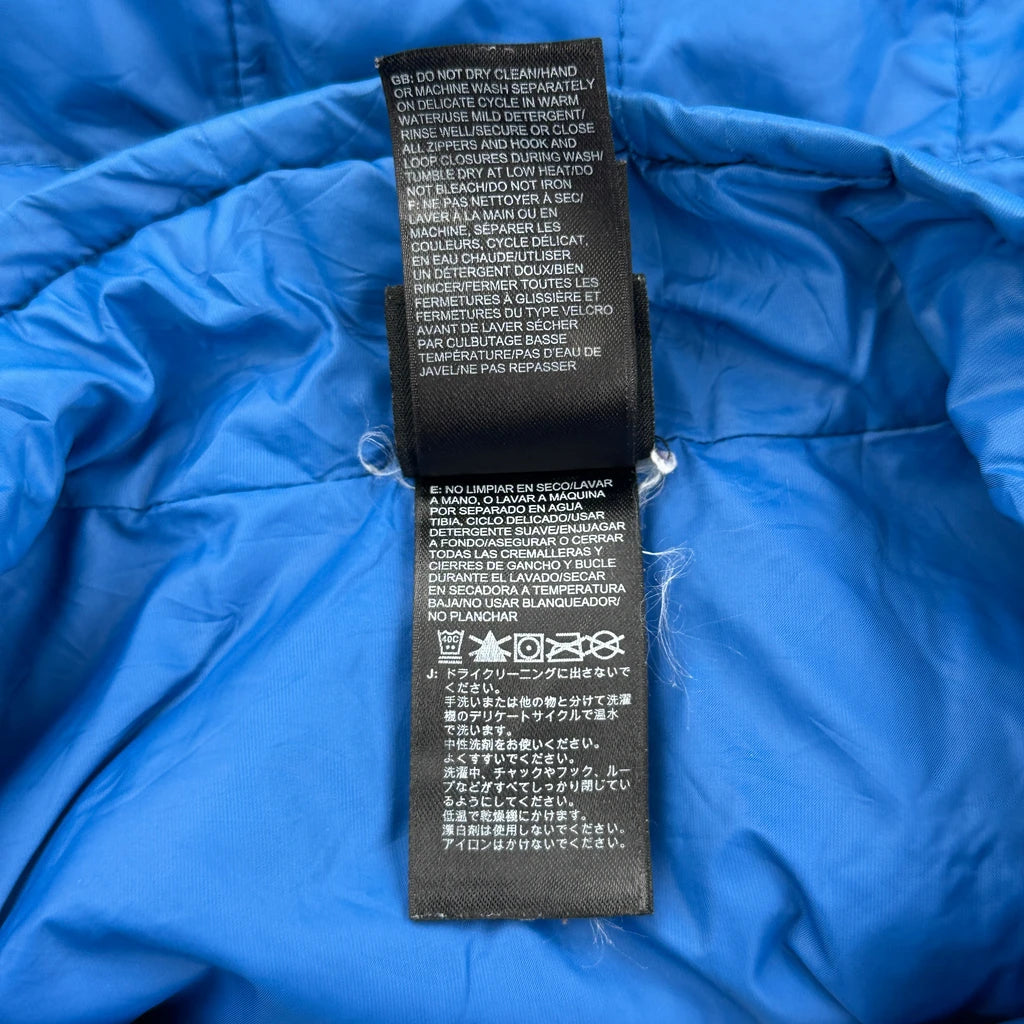 GB: DO NOT DRY CLEAN/HAND
OR MACHINE WASH SEPARATELY
ON DELICATE CYCLE IN WARM
WATER/USE MILD DETERGENT/
RINSE WELL/SECURE OR CLOSE
ALL ZIPPERS AND HOOK AND
LOOP CLOSURES DURING WASH/
TUMBLE DRY AT LOW HEAT/DO
NOT BLEACH/DO NOT IRON
F: NE PAS NETTOYER À SEC/
LAVER À LA MAIN OU EN
MACHINE, SÉPARER LES
COULEURS, CYCLE DÉLICAT,
EN EAU CHAUDE/UTLISER
UN DÉTERGENT DOUX/BIEN
RINCER/FERMER TOUTES LES
FERMETURES À GLISSIÈRE ET
FERMETURES DU TYPE VELCRO
AVANT DE LAVER SÉCHER
PAR CULBUTAGE BASSE
TEMPÉRATURE/PAS D'EAU DE
JAVEL/NE PAS REPASSER
E: NO LIMPIAR EN SECO/LAVAR
A MANO, O LAVAR A MÁQUINA
POR SEPARADO EN AGUA
TIBIA, CICLO DELICADO/USAR
DETERGENTE SUAVE/ENJUAGAR
A FONDO/ASEGURAR O CERRAR
TODAS LAS CREMALLERAS Y
CIERRES DE GANCHO Y BUCLE
DURANTE EL LAVADO/SECAR
EN SECADORA A TEMPERATURA
BAJA/NO USAR BLANQUEADOR/
NO PLANCHAR
40C
J: ドライクリーニングに出さないで
ください。
手洗いまたは他の物と分けて洗濯
機のデリケートサイクルで温水
で洗います。
中性洗剤をお使いください。
よくすすいでください。
洗濯中、チャックやフック、ルー
プなどがすべてしっかり閉じてい
るようにしてください。
低温で乾燥機にかけます。
漂白剤は使用しないでください。
アイロンはかけないでください。